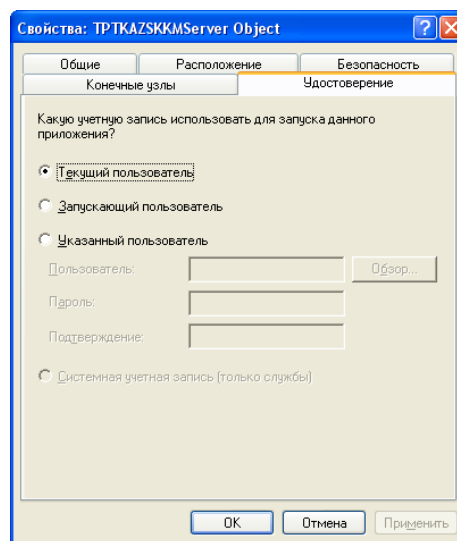 Свойства: TPTKAZSKKMServer Object
Общие Расположение Безопасность
Конечные узлы Удостоверение
Какую учетную запись использовать для запуска данного
приложения?
Текущий пользователь
Запускающий пользователь
Указанный пользователь
Пользователь: Обзор...
Пароль:
Подтверждение:
Системная учетная запись (только службы)
OK Отмена Применить